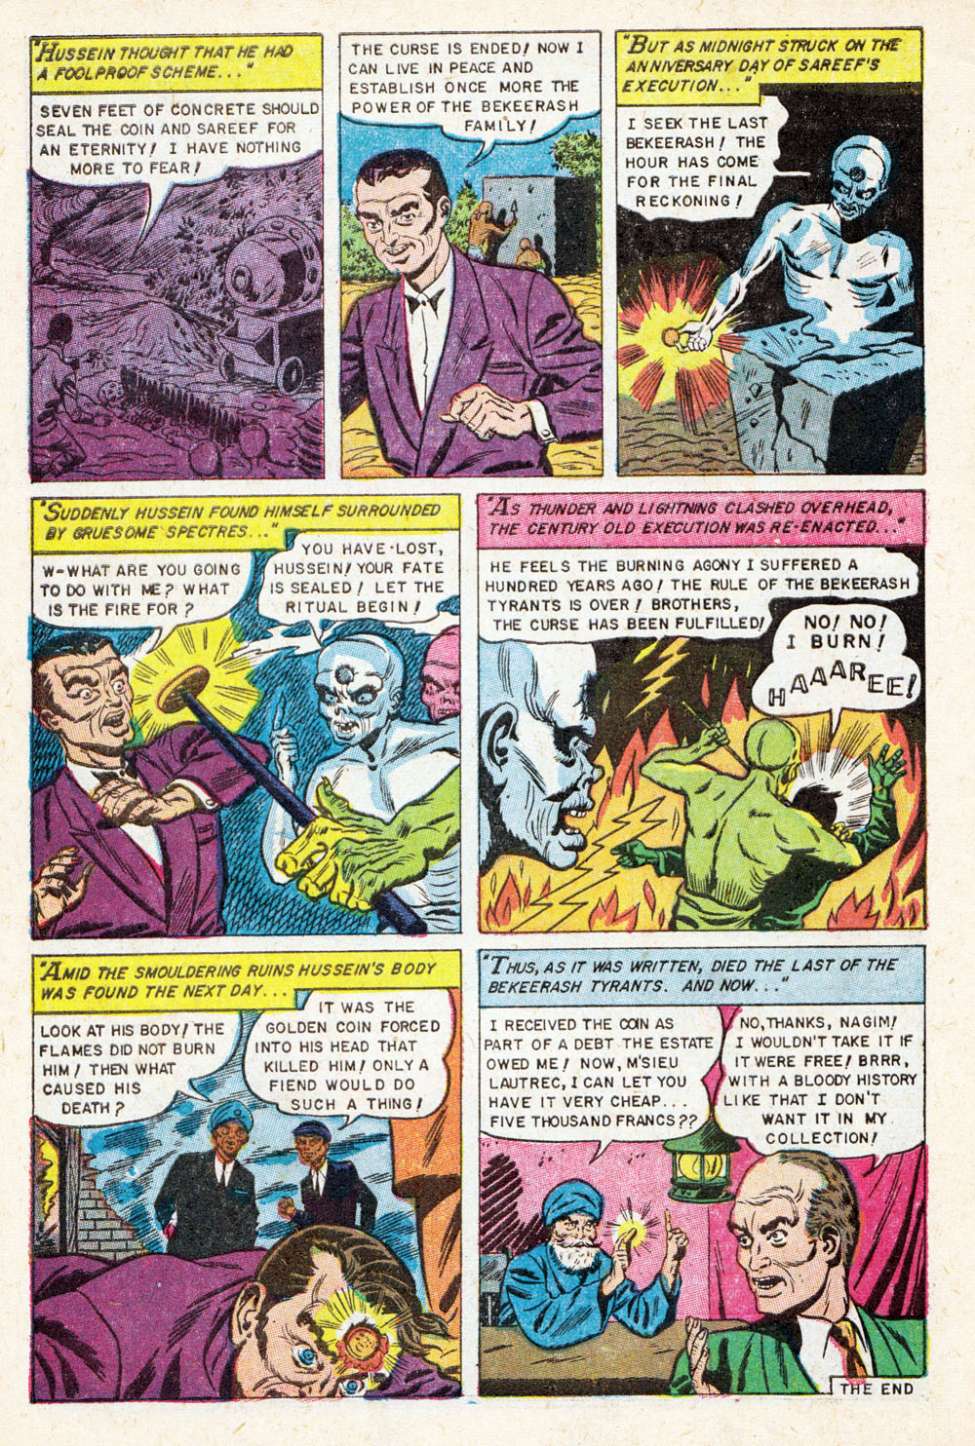 "HUSSEIN THOUGHT THAT HE HAD
A FOOLPROOF SCHEME..."
SEVEN FEET OF CONCRETE SHOULD
SEAL THE COIN AND SAREEF FOR
AN ETERNITY! I HAVE NOTHING
MORE TO FEAR!
THE CURSE IS ENDED! NOW I
CAN LIVE IN PEACE AND
ESTABLISH ONCE MORE THE
POWER OF THE BEKEERASH
FAMILY!
"BUT AS MIDNIGHT STRUCK ON THE
ANNIVERSARY DAY OF SAREEF'S
EXECUTION..."
I SEEK THE LAST
BEKEERASH! THE
HOUR HAS COME
FOR THE FINAL
RECKONING!
"SUDDENLY HUSSEIN FOUND HIMSELF SURROUNDED
BY GRUESOME SPECTRES..."
W-WHAT ARE YOU GOING
TO DO WITH ME? WHAT
IS THE FIRE FOR?
YOU HAVE LOST,
HUSSEIN! YOUR FATE
IS SEALED! LET THE
RITUAL BEGIN!
"AS THUNDER AND LIGHTNING CLASHED OVERHEAD,
THE CENTURY OLD EXECUTION WAS RE-ENACTED..."
HE FEELS THE BURNING AGONY I SUFFERED A
HUNDRED YEARS AGO! THE RULE OF THE BEKEERASH
TYRANTS IS OVER! BROTHERS,
THE CURSE HAS BEEN FULFILLED!
NO! NO!
I BURN!
HAAAREE!
"AMID THE SMOULDERING RUINS HUSSEIN'S BODY
WAS FOUND THE NEXT DAY...
LOOK AT HIS BODY! THE
FLAMES DID NOT BURN
HIM! THEN WHAT
CAUSED HIS
DEATH?
IT WAS THE
GOLDEN COIN FORCED
INTO HIS HEAD THAT
KILLED HIM! ONLY A
FIEND WOULD DO
SUCH A THING!
"THUS, AS IT WAS WRITTEN, DIED THE LAST OF THE
BEKEERASH TYRANTS. AND NOW..."
I RECEIVED THE COIN AS
PART OF A DEBT THE ESTATE
OWED ME! NOW, M'SIEU
LAUTREC, I CAN LET YOU
HAVE IT VERY CHEAP...
FIVE THOUSAND FRANCS??
NO, THANKS, NAGIM!
I WOULDN'T TAKE IT IF
IT WERE FREE! BRRR,
WITH A BLOODY HISTORY
LIKE THAT I DON'T
WANT IT IN MY
COLLECTION!
THE END